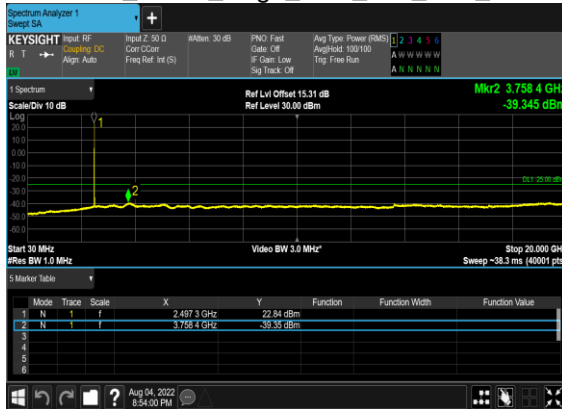 Spectrum Analyzer 1
Swept SA
+
KEYSIGHT Input: RF Input Z: 50 Ω #Atten: 30 dB PNO: Fast Avg Type: Power (RMS) 1 2 3 4 5 6
R T Coupling: DC Corr CCorr Gate: Off Avg|Hold: 100/100 A W W W W W
Align: Auto Freq Ref: Int (S) IF Gain: Low Trig: Free Run
Sig Track: Off A N N N N N
1 Spectrum Ref Lvl Offset 15.31 dB Mkr2 3.758 4 GHz
Scale/Div 10 dB Ref Level 30.00 dBm -39.345 dBm
Log
20.0
10.0
0.00
-10.0
-20.0
-30.0
-40.0
-50.0
-60.0
1
2
Start 30 MHz Video BW 3.0 MHz* Stop 20.000 GH
#Res BW 1.0 MHz Sweep ~38.3 ms (40001 pts
5 Marker Table
Mode Trace Scale X Y Function Function Width Function Value
1 N 1 f 2.497 3 GHz 22.84 dBm
2 N 1 f 3.758 4 GHz -39.35 dBm
3
4
5
6
? Aug 04, 2022
8:54:00 PM